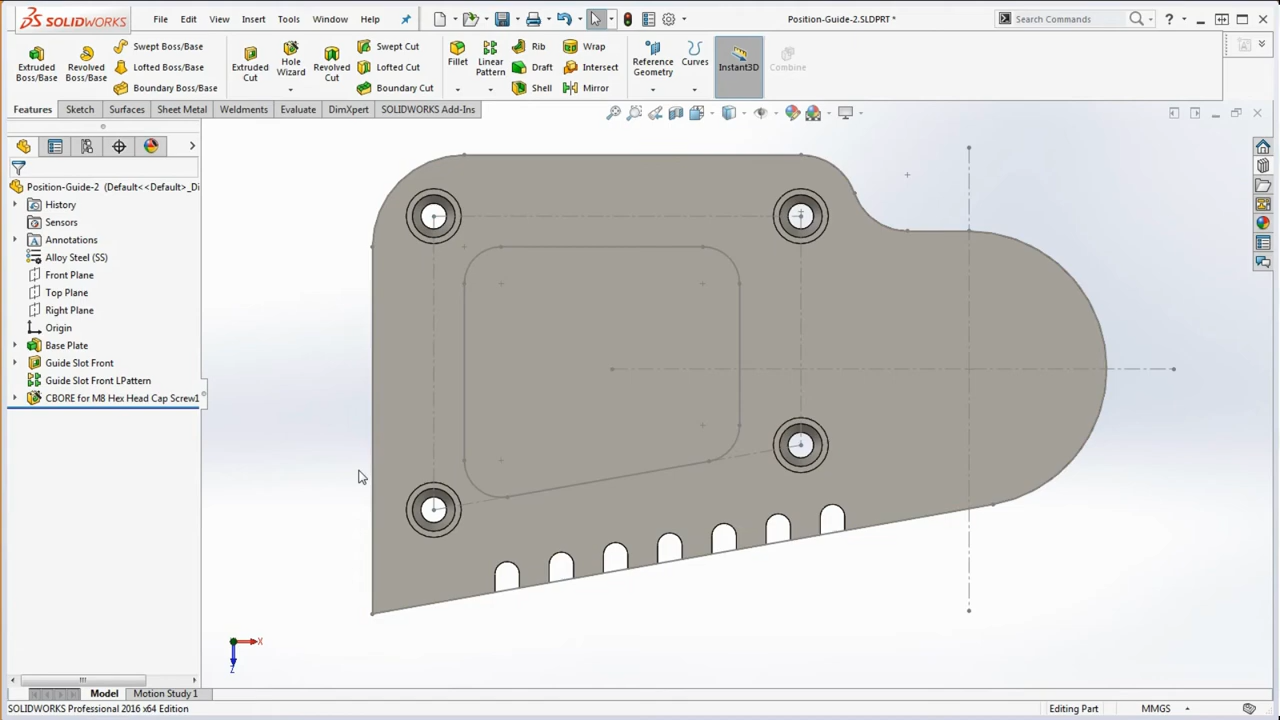 SOLIDWORKS
File Edit View Insert Tools Window Help
Position-Guide-2.SLDPRT *
Search Commands
Extruded Boss/Base
Revolved Boss/Base
Swept Boss/Base
Lofted Boss/Base
Boundary Boss/Base
Extruded Cut
Hole Wizard
Revolved Cut
Swept Cut
Lofted Cut
Boundary Cut
Fillet
Linear Pattern
Rib
Draft
Shell
Wrap
Intersect
Mirror
Reference Geometry
Curves
Instant3D
Combine
Features Sketch Surfaces Sheet Metal Weldments Evaluate DimXpert SOLIDWORKS Add-Ins
Position-Guide-2 (Default<<Default>_Di
History
Sensors
Annotations
Alloy Steel (SS)
Front Plane
Top Plane
Right Plane
Origin
Base Plate
Guide Slot Front
Guide Slot Front LPattern
CBORE for M8 Hex Head Cap Screw1
X
Z
Model Motion Study 1
SOLIDWORKS Professional 2016 x64 Edition
Editing Part
MMGS